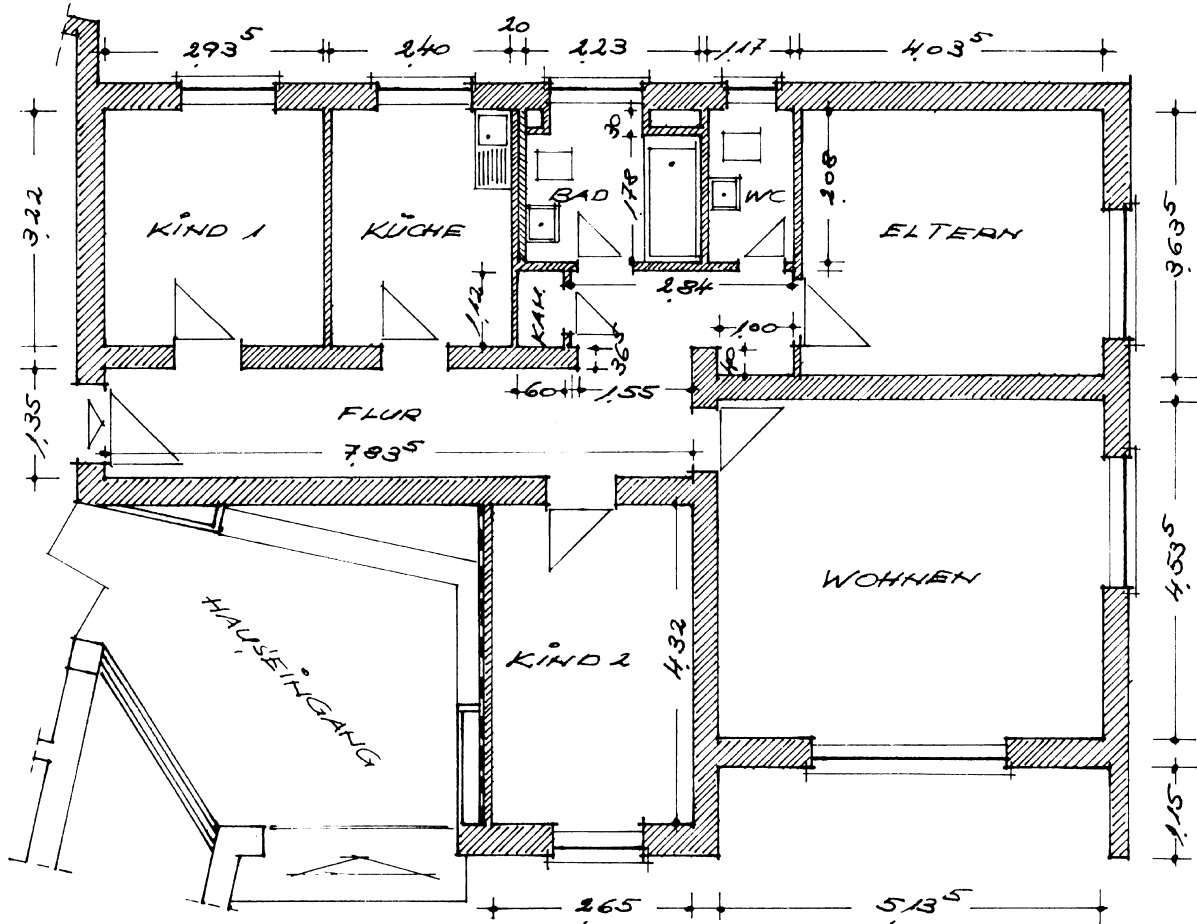 2.93⁵
2.40
20
2.23
1.17
4.03⁵
3.22
KIND 1
KÜCHE
BAD
30
1.78
WC
2.08
ELTERN
3.63⁵
1.12
KAM.
2.84
1.00
36⁵
40
60
1.55
1.35
FLUR
7.83⁵
WOHNEN
4.53⁵
HAUSEINGANG
KIND 2
4.32
1.15
2.65
5.13⁵